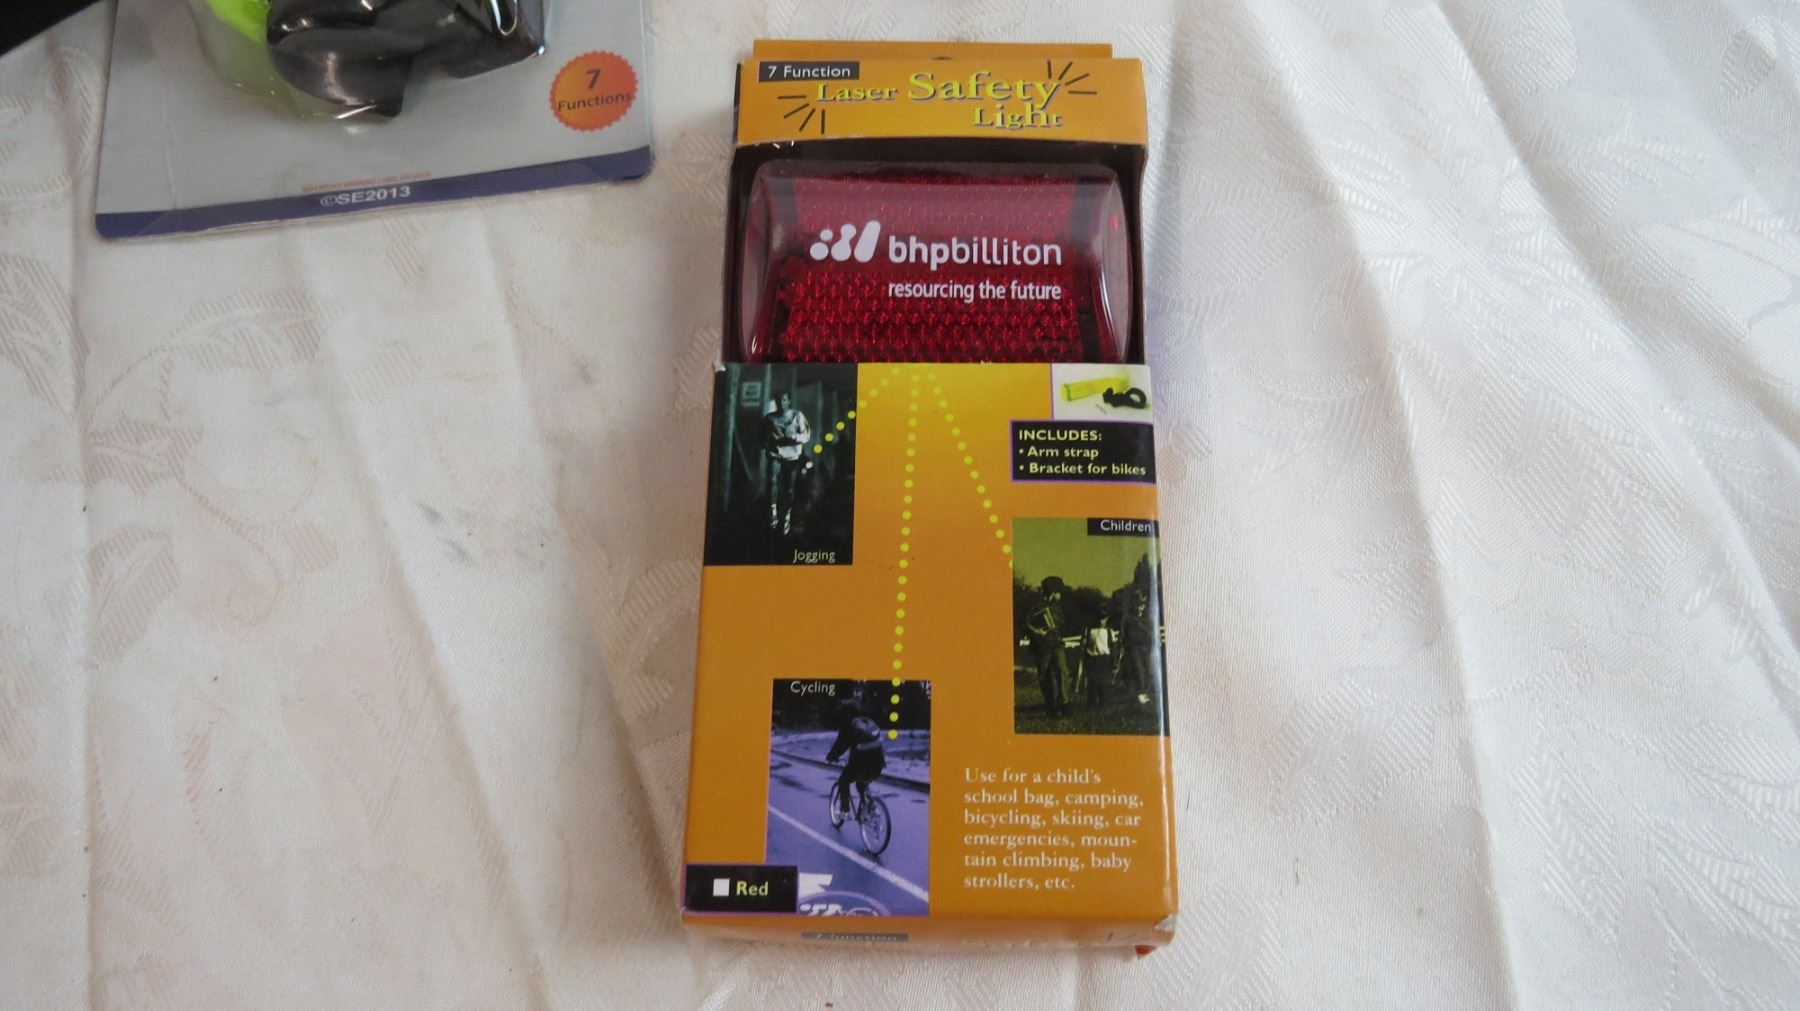 7
Functions
©SE2013
7 Function
Laser Safety
Light
bhpbilliton
resourcing the future
INCLUDES:
• Arm strap
• Bracket for bikes
Jogging
Children
Cycling
Use for a child's
school bag, camping,
bicycling, skiing, car
emergencies, moun-
tain climbing, baby
strollers, etc.
Red
7 Function